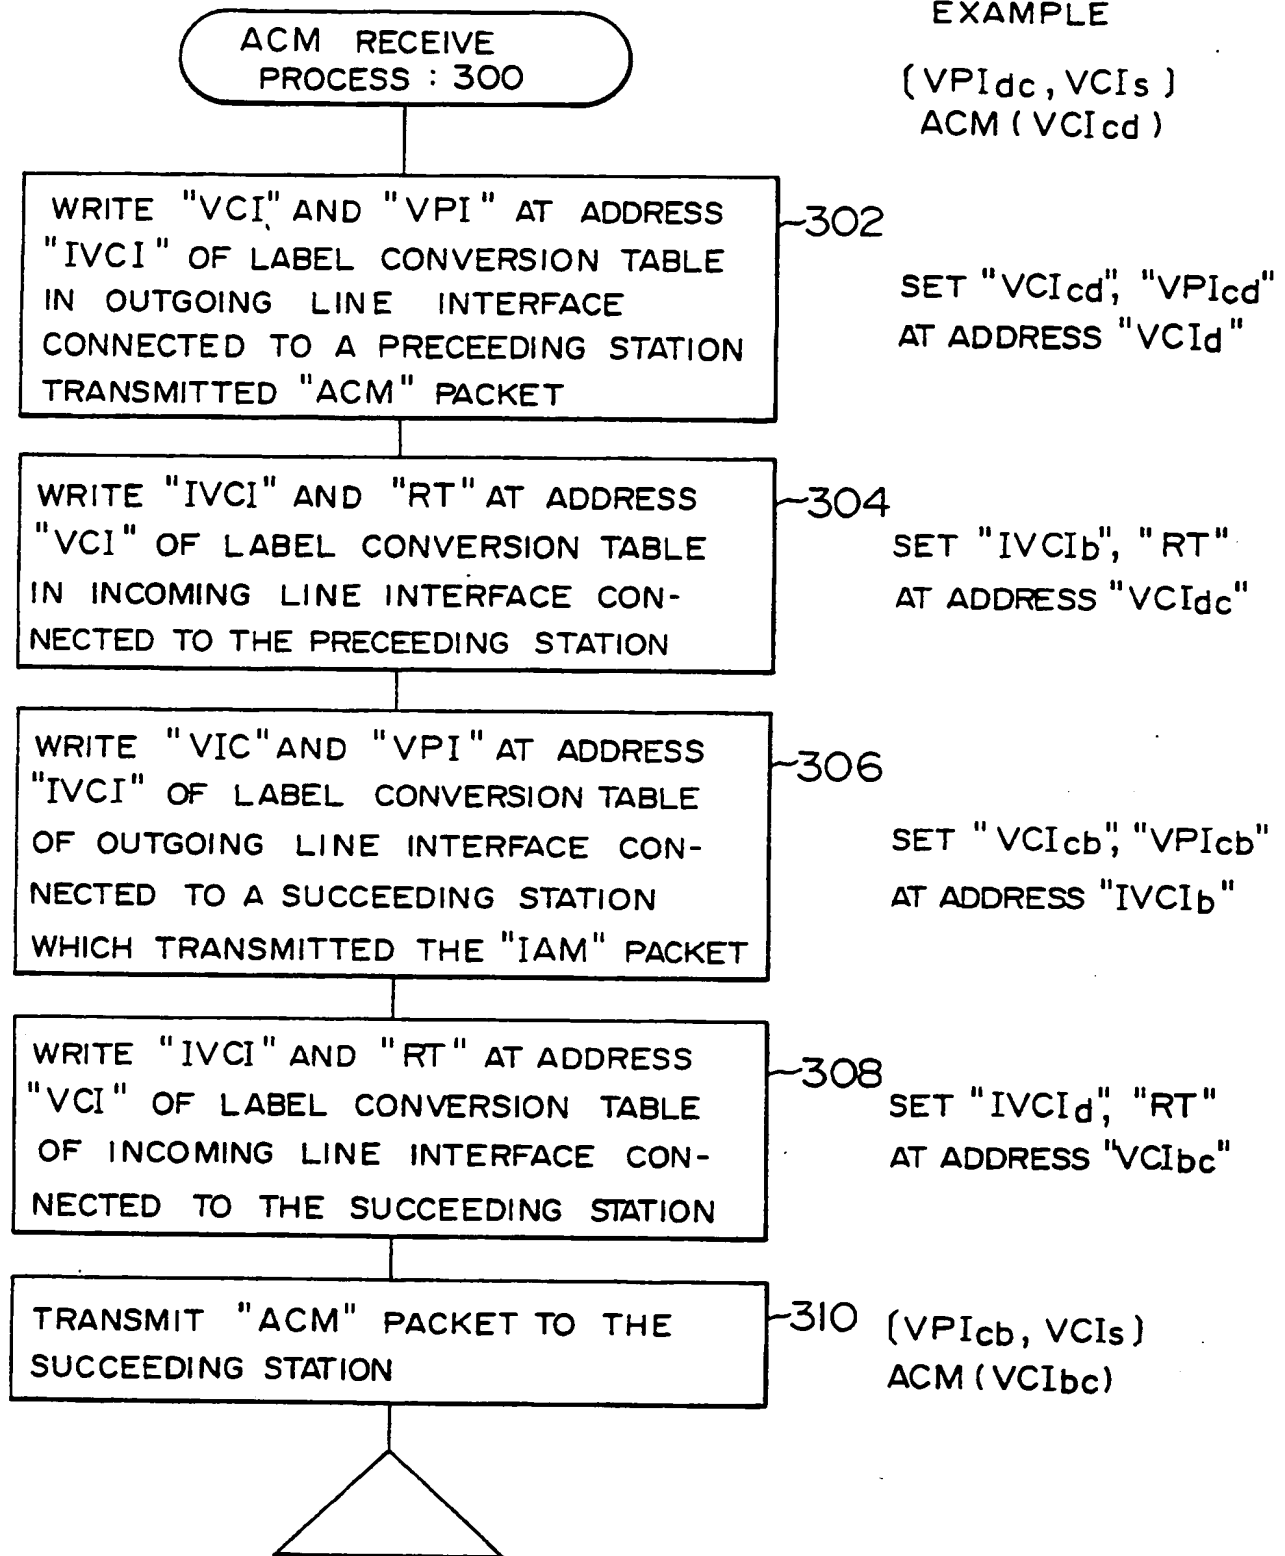 ACM RECEIVE
PROCESS : 300
EXAMPLE
(VPIdc, VCIs)
ACM (VCIcd)
WRITE "VCI" AND "VPI" AT ADDRESS
"IVCI" OF LABEL CONVERSION TABLE
IN OUTGOING LINE INTERFACE
CONNECTED TO A PRECEEDING STATION
TRANSMITTED "ACM" PACKET
302
SET "VCIcd", "VPIcd"
AT ADDRESS "VCId"
WRITE "IVCI" AND "RT" AT ADDRESS
"VCI" OF LABEL CONVERSION TABLE
IN INCOMING LINE INTERFACE CON-
NECTED TO THE PRECEEDING STATION
304
SET "IVCIb", "RT"
AT ADDRESS "VCIdc"
WRITE "VIC" AND "VPI" AT ADDRESS
"IVCI" OF LABEL CONVERSION TABLE
OF OUTGOING LINE INTERFACE CON-
NECTED TO A SUCCEEDING STATION
WHICH TRANSMITTED THE "IAM" PACKET
306
SET "VCIcb", "VPIcb"
AT ADDRESS "IVCIb"
WRITE "IVCI" AND "RT" AT ADDRESS
"VCI" OF LABEL CONVERSION TABLE
OF INCOMING LINE INTERFACE CON-
NECTED TO THE SUCCEEDING STATION
308
SET "IVCId", "RT"
AT ADDRESS "VCIbc"
TRANSMIT "ACM" PACKET TO THE
SUCCEEDING STATION
310
(VPIcb, VCIs)
ACM (VCIbc)